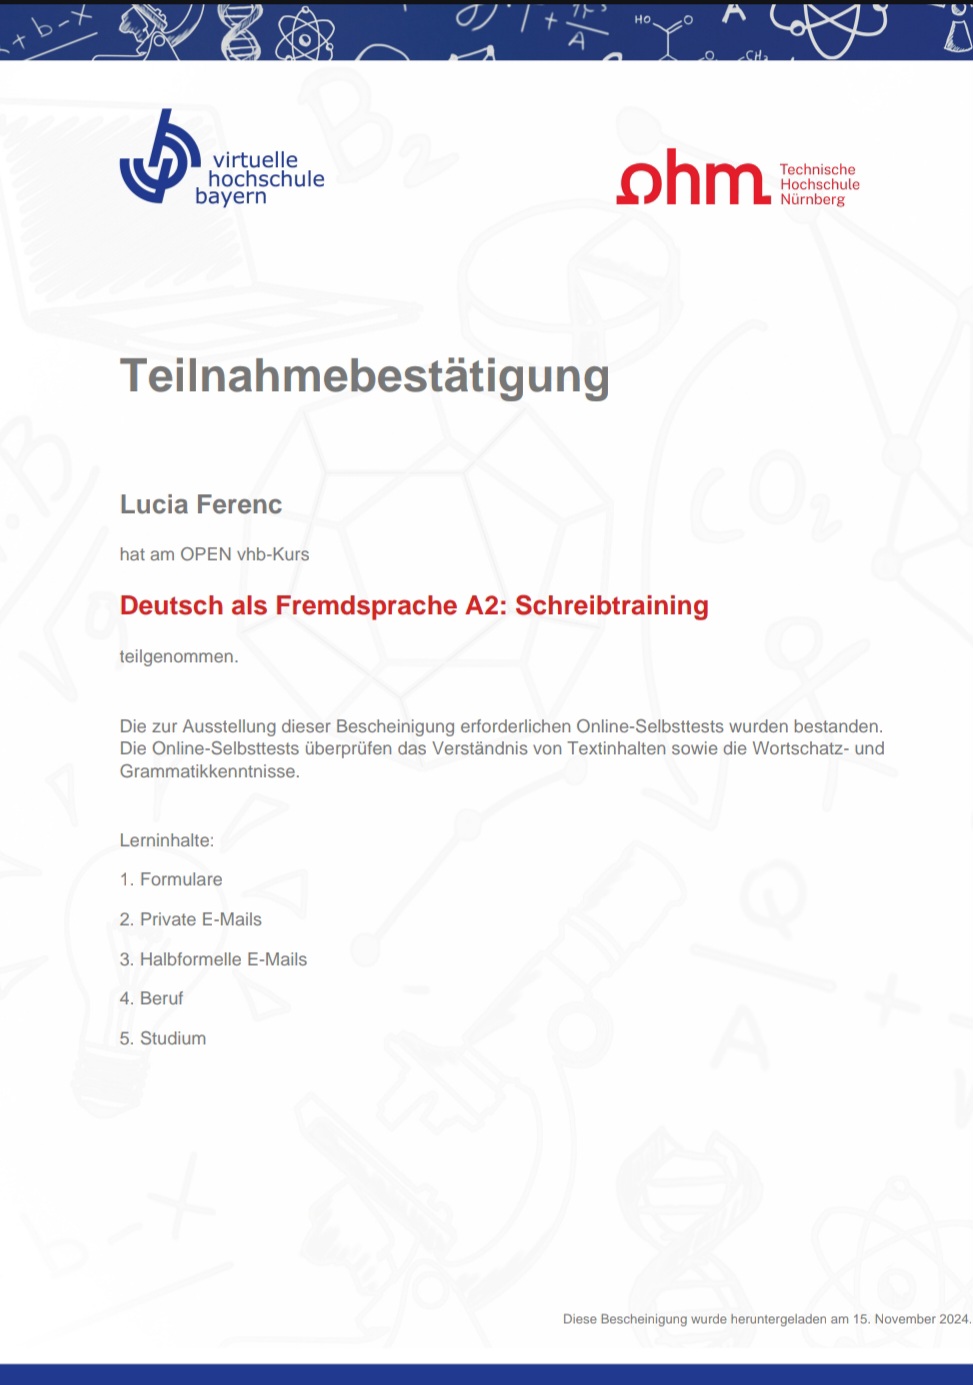 virtuelle
hochschule
bayern
ohm
Technische
Hochschule
Nürnberg
Teilnahmebestätigung
Lucia Ferenc
hat am OPEN vhb-Kurs
Deutsch als Fremdsprache A2: Schreibtraining
teilgenommen.
Die zur Ausstellung dieser Bescheinigung erforderlichen Online-Selbsttests wurden bestanden.
Die Online-Selbsttests überprüfen das Verständnis von Textinhalten sowie die Wortschatz- und
Grammatikkenntnisse.
Lerninhalte:
1. Formulare
2. Private E-Mails
3. Halbformelle E-Mails
4. Beruf
5. Studium
Diese Bescheinigung wurde heruntergeladen am 15. November 2024.